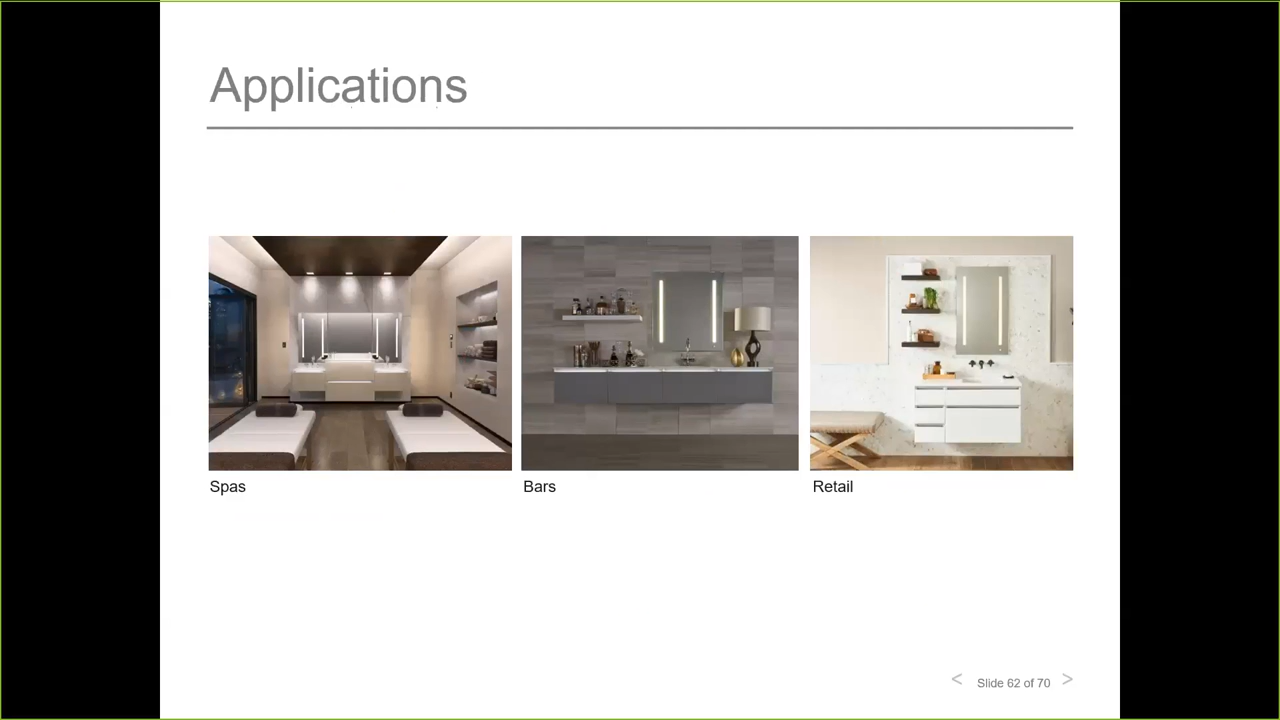 Applications
Spas
Bars
Retail
< Slide 62 of 70 >